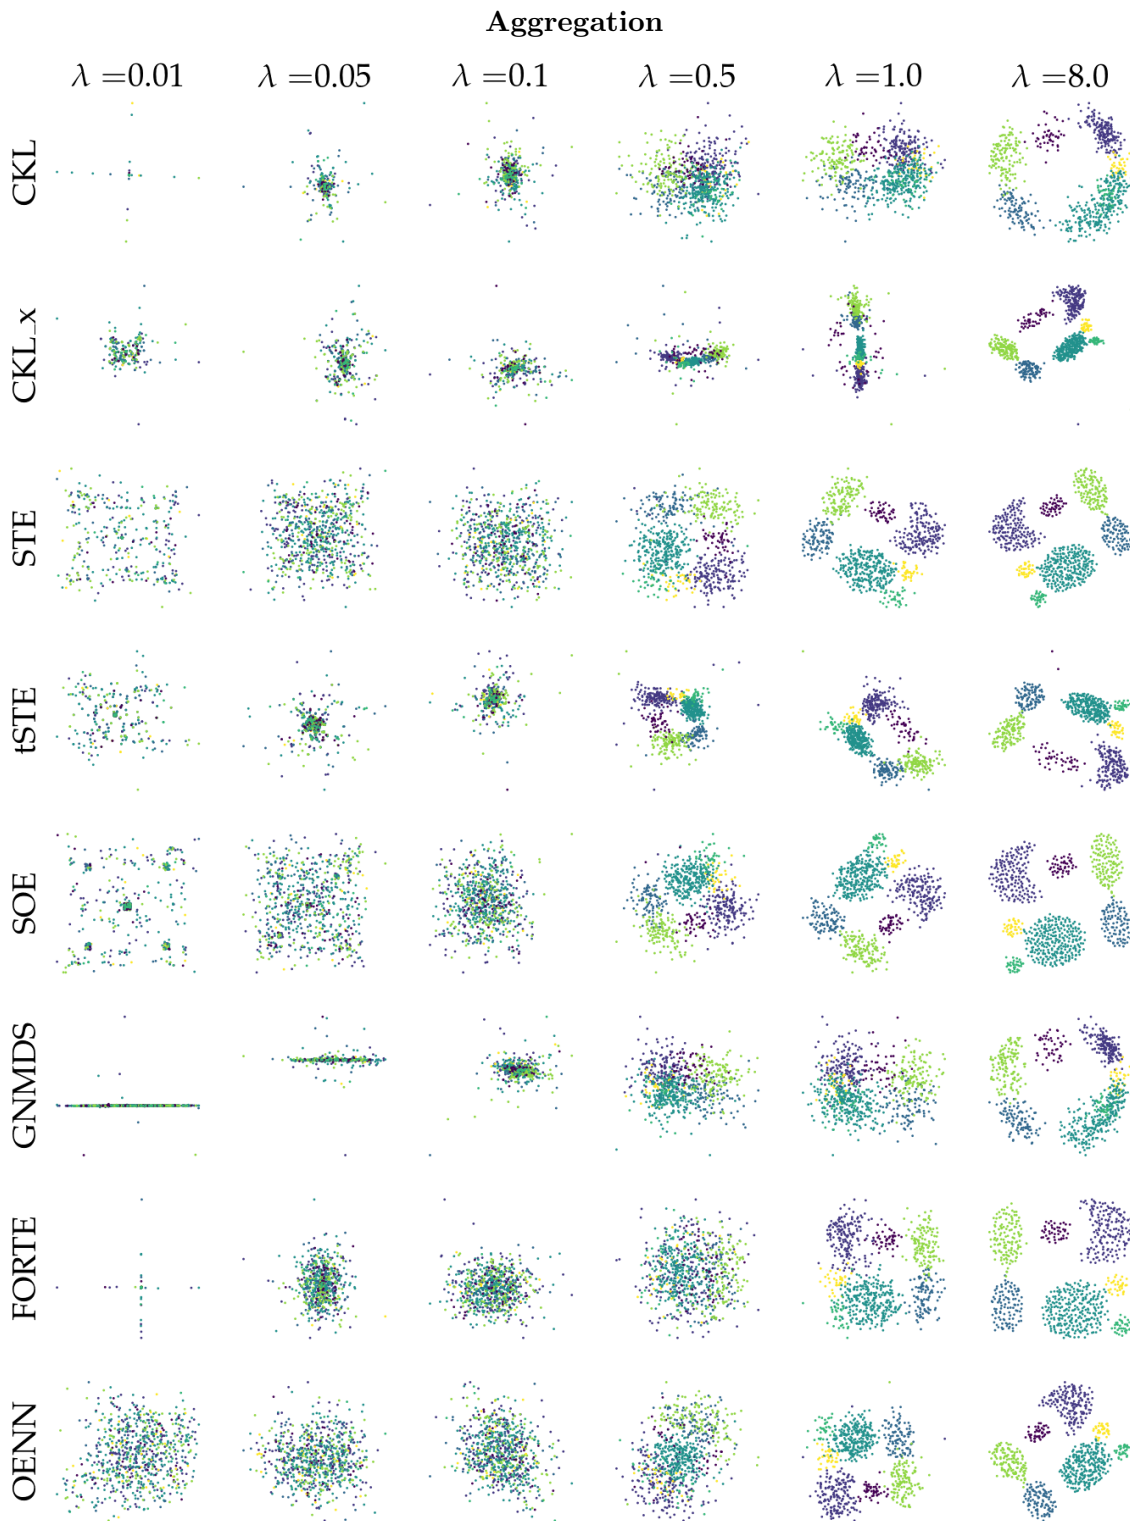 Aggregation
λ =0.01 λ =0.05 λ =0.1 λ =0.5 λ =1.0 λ =8.0
CKL
CKL_x
STE
tSTE
SOE
GNMDS
FORTE
OENN